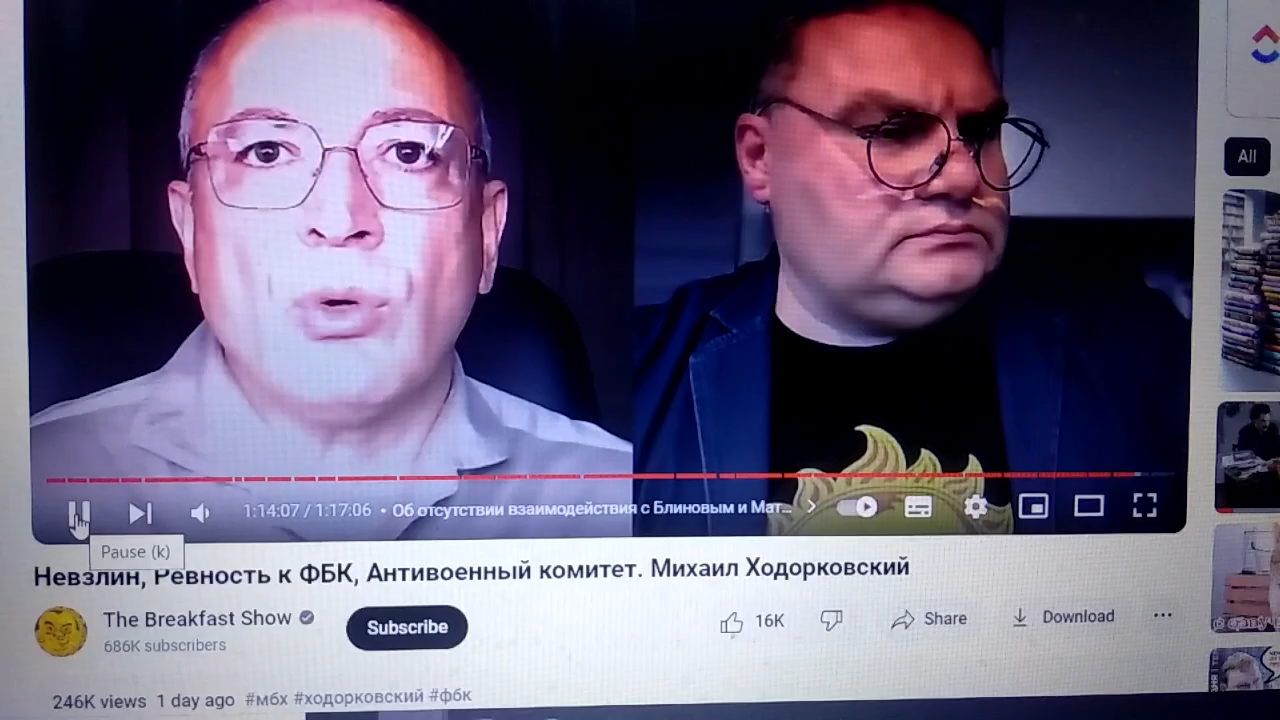 All
1:14:07 / 1:17:06 • Об отсутствии взаимодействия с Блиновым и Мат...
Pause (k)
Невзлин, Ревность к ФБК, Антивоенный комитет. Михаил Ходорковский
The Breakfast Show
686K subscribers
Subscribe
16K
Share
Download
246K views 1 day ago #мбх #ходорковский #фбк